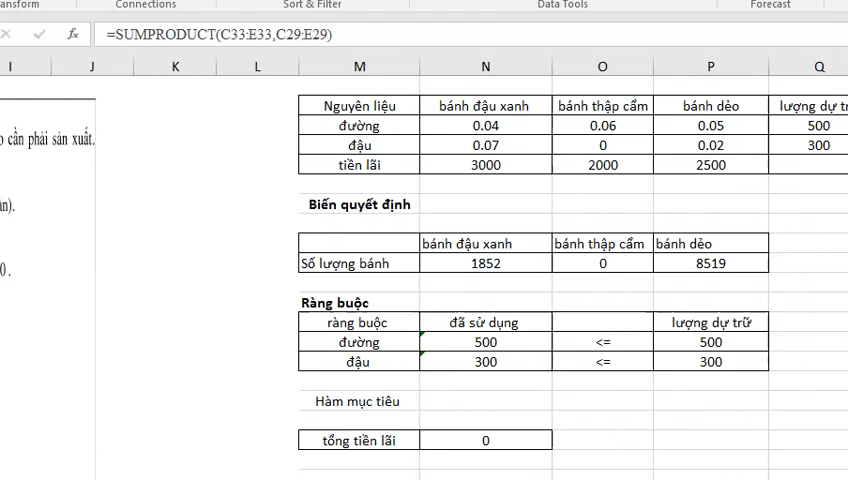 Connections Sort & Filter Data Tools Forecast
fx =SUMPRODUCT(C33:E33,C29:E29)
I J K L M N O P Q
Nguyên liệu bánh đậu xanh bánh thập cẩm bánh dẻo lượng dự
đường 0.04 0.06 0.05 500
cần phải sản xuất.
đậu 0.07 0 0.02 300
tiền lãi 3000 2000 2500
Biến quyết định
bánh đậu xanh bánh thập cẩm bánh dẻo
Số lượng bánh 1852 0 8519
Ràng buộc
ràng buộc đã sử dụng lượng dự trữ
đường 500 <= 500
đậu 300 <= 300
Hàm mục tiêu
tổng tiền lãi 0